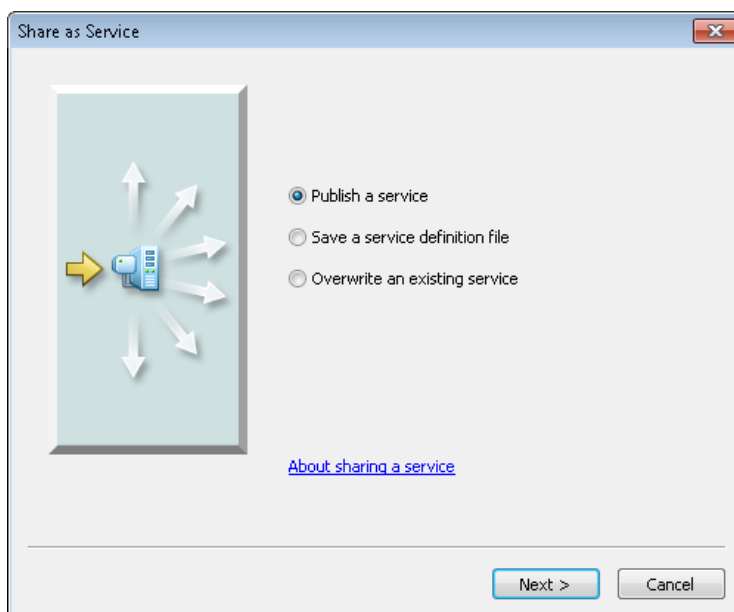 Share as Service
Publish a service
Save a service definition file
Overwrite an existing service
About sharing a service
Next >
Cancel